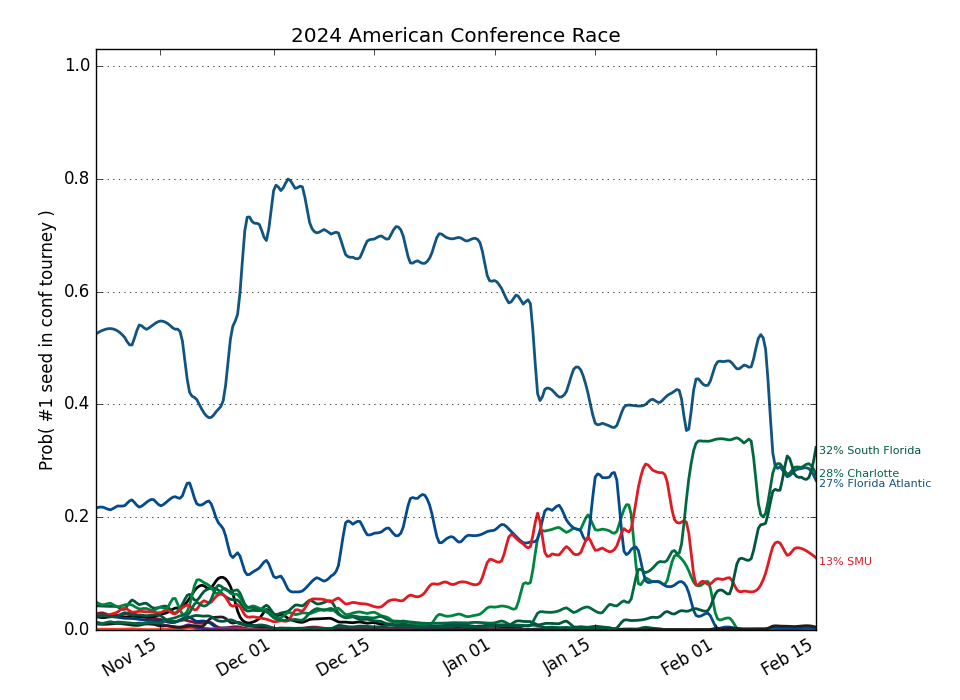 2024 American Conference Race
Prob( #1 seed in conf tourney )
1.0
0.8
0.6
0.4
0.2
0.0
Nov 15
Dec 01
Dec 15
Jan 01
Jan 15
Feb 01
Feb 15
32% South Florida
28% Charlotte
27% Florida Atlantic
13% SMU